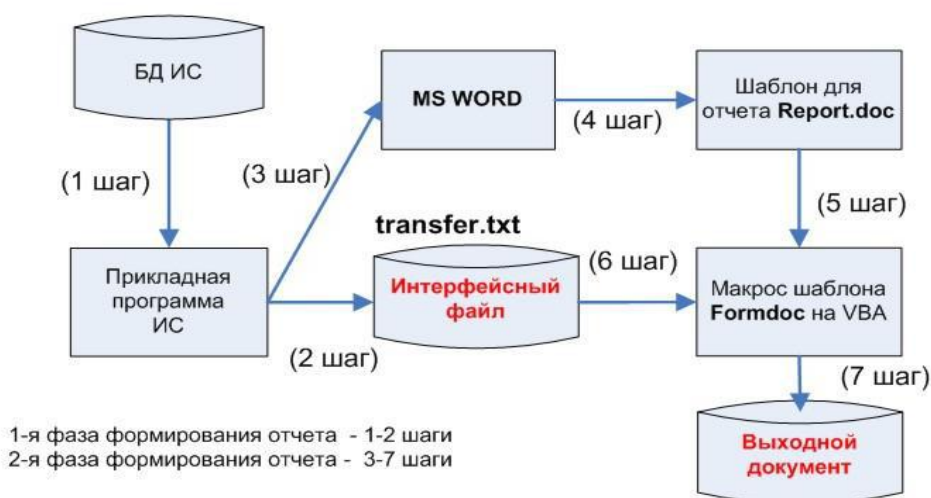 БД ИС
MS WORD
Шаблон для
отчета Report.doc
(1 шаг)
(3 шаг)
(4 шаг)
(5 шаг)
transfer.txt
Прикладная
программа
ИС
Интерфейсный
файл
(6 шаг)
Макрос шаблона
Formdoc на VBA
(2 шаг)
(7 шаг)
1-я фаза формирования отчета - 1-2 шаги
2-я фаза формирования отчета - 3-7 шаги
Выходной
документ